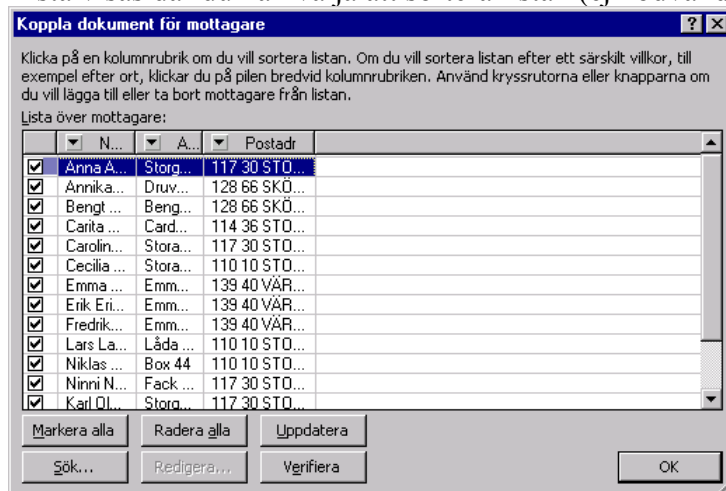 Koppla dokument för mottagare
Klicka på en kolumnrubrik om du vill sortera listan. Om du vill sortera listan efter ett särskilt villkor, till
exempel efter ort, klickar du på pilen bredvid kolumnrubriken. Använd kryssrutorna eller knapparna om
du vill lägga till eller ta bort mottagare från listan.
Lista över mottagare:
N... A... Postadr
Anna A... Storg... 117 30 STO...
Annika... Druv... 128 66 SKÖ...
Bengt ... Beng... 128 66 SKÖ...
Carita ... Card... 114 36 STO...
Carolin... Stora... 117 30 STO...
Cecilia ... Stora... 110 10 STO...
Emma ... Emm... 139 40 VÄR...
Erik Eri... Emm... 139 40 VÄR...
Fredrik... Emm... 139 40 VÄR...
Lars La... Låda ... 110 10 STO...
Niklas ... Box 44 110 10 STO...
Ninni N... Fack ... 117 30 STO...
Karl Ol... Storg... 117 30 STO...
Markera alla Radera alla Uppdatera
Sök... Redigera... Verifiera OK